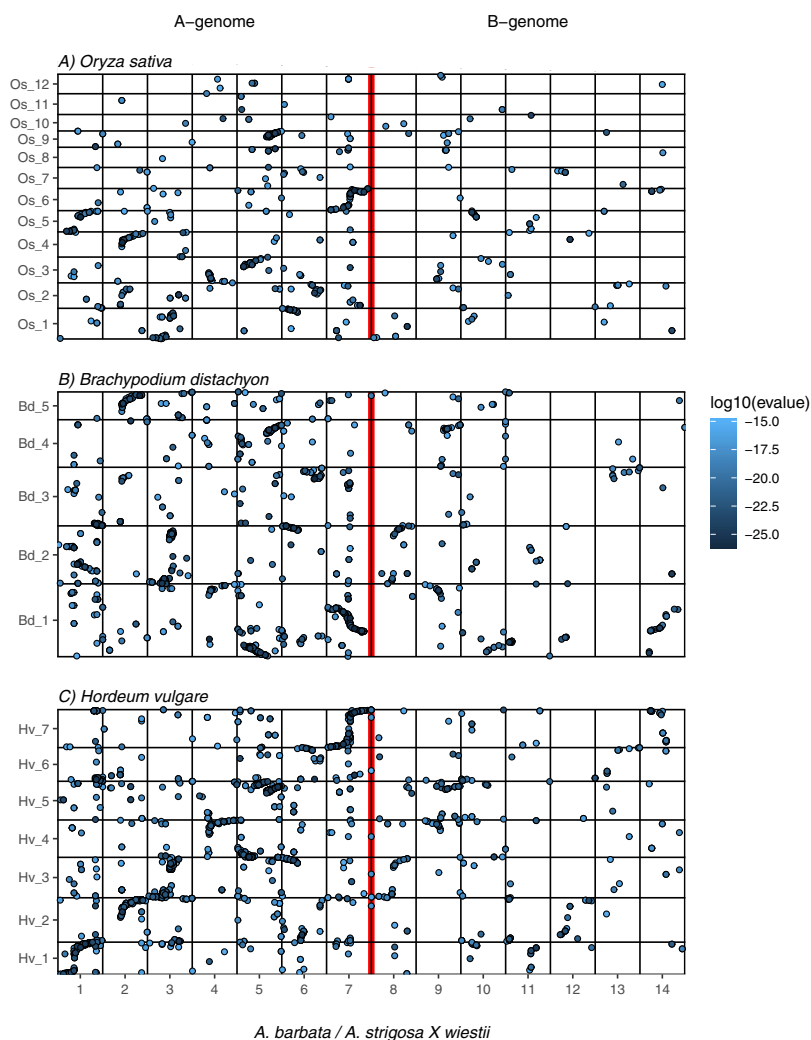 A−genome B−genome
A) Oryza sativa
Os_12
Os_11
Os_10
Os_9
Os_8
Os_7
Os_6
Os_5
Os_4
Os_3
Os_2
Os_1
B) Brachypodium distachyon
Bd_5
Bd_4
Bd_3
Bd_2
Bd_1
log10(evalue)
−15.0
−17.5
−20.0
−22.5
−25.0
C) Hordeum vulgare
Hv_7
Hv_6
Hv_5
Hv_4
Hv_3
Hv_2
Hv_1
1 2 3 4 5 6 7 8 9 10 11 12 13 14
A. barbata / A. strigosa X wiestii